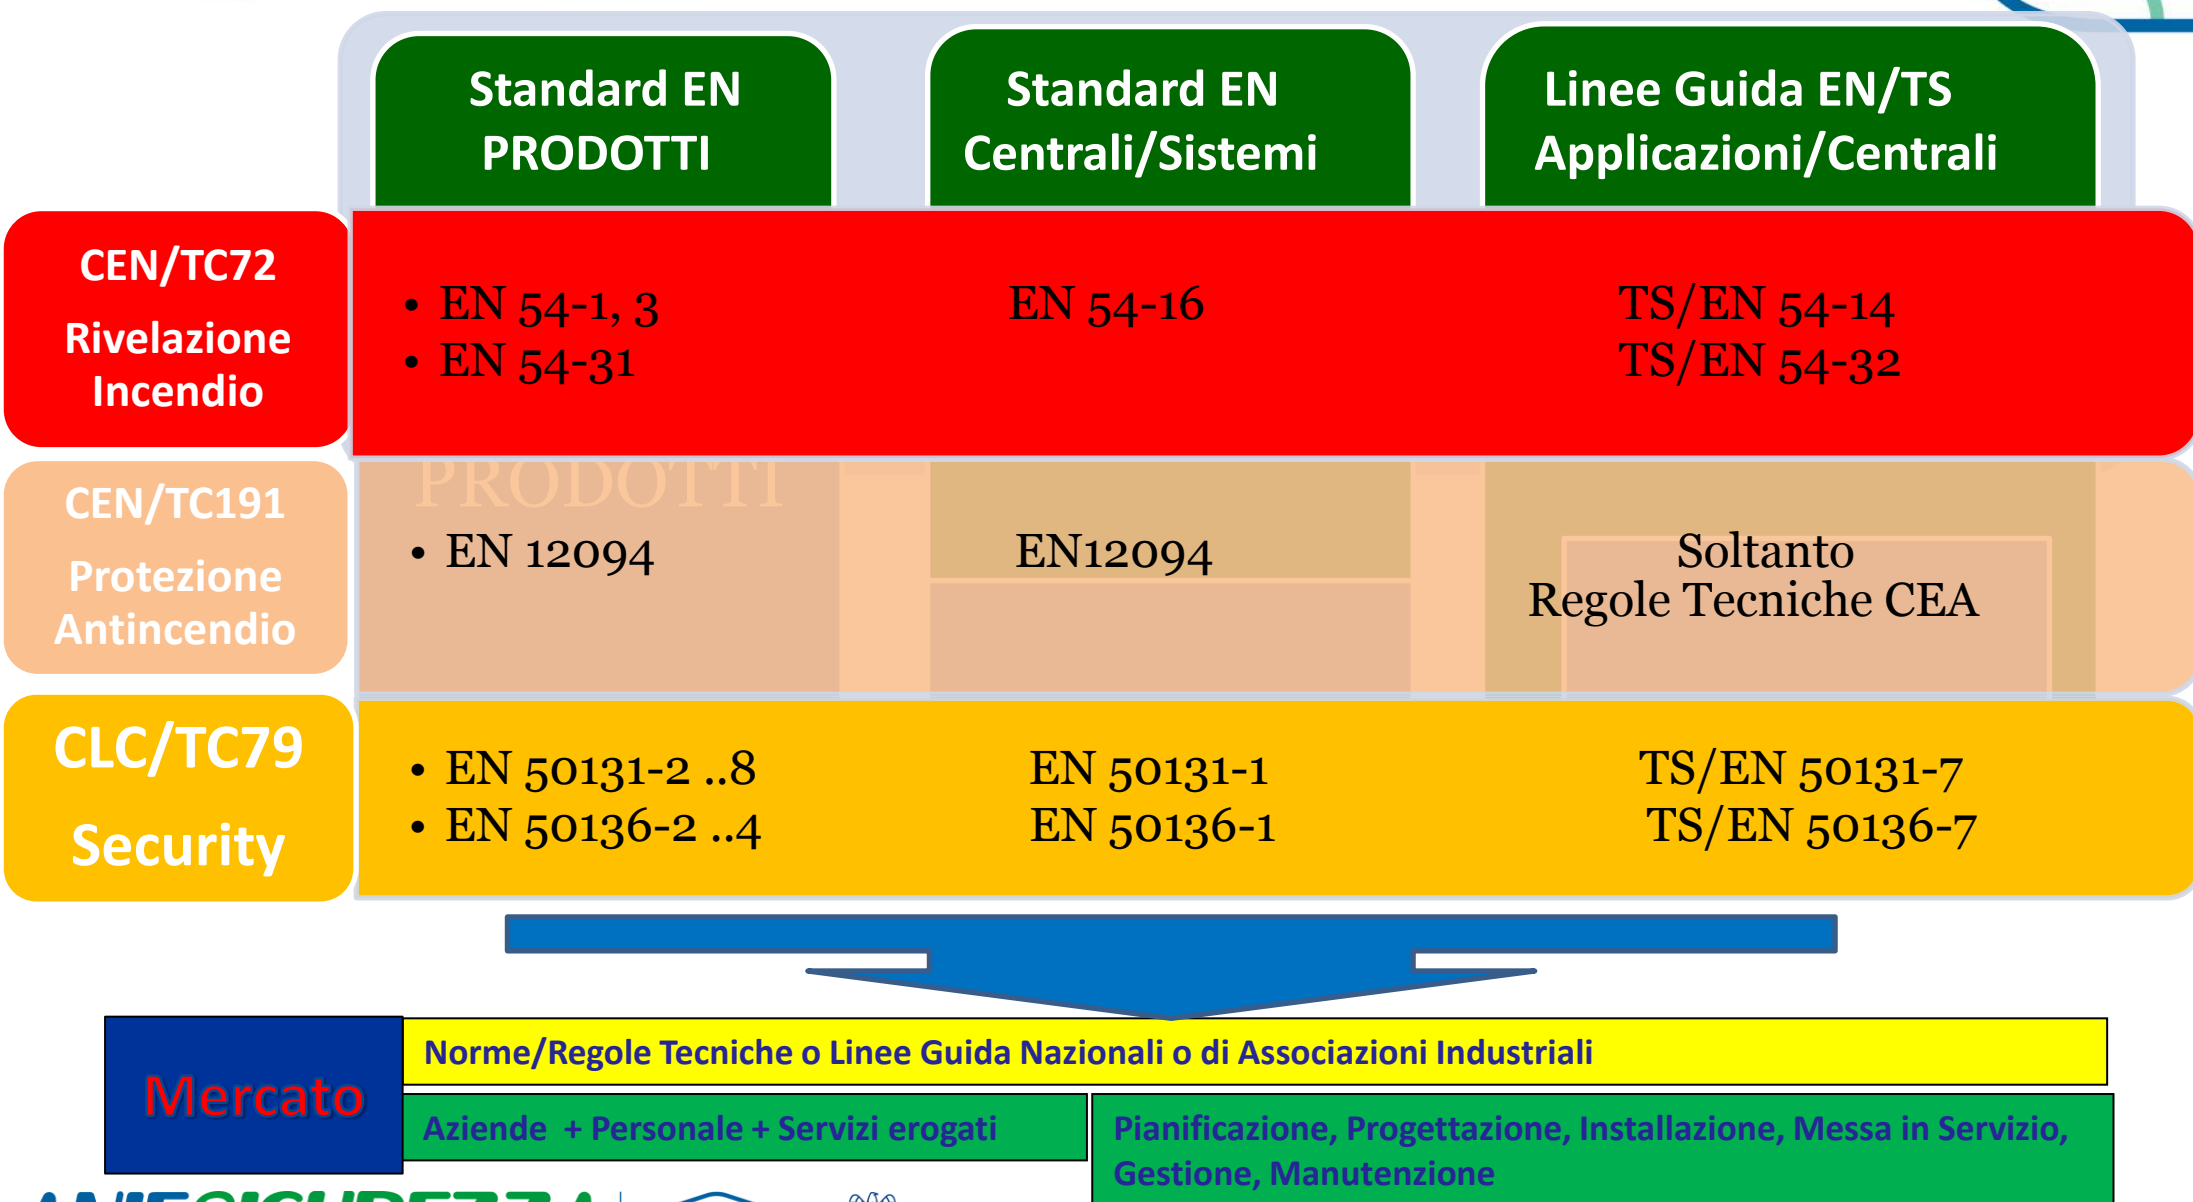 Standard EN
PRODOTTI
Standard EN
Centrali/Sistemi
Linee Guida EN/TS
Applicazioni/Centrali
CEN/TC72
Rivelazione
Incendio
• EN 54-1, 3
• EN 54-31
EN 54-16
TS/EN 54-14
TS/EN 54-32
CEN/TC191
Protezione
Antincendio
PRODOTTI
• EN 12094
EN12094
Soltanto
Regole Tecniche CEA
CLC/TC79
Security
• EN 50131-2 ..8
• EN 50136-2 ..4
EN 50131-1
EN 50136-1
TS/EN 50131-7
TS/EN 50136-7
Mercato
Norme/Regole Tecniche o Linee Guida Nazionali o di Associazioni Industriali
Aziende + Personale + Servizi erogati
Pianificazione, Progettazione, Installazione, Messa in Servizio,
Gestione, Manutenzione
ANIE SICUREZZA